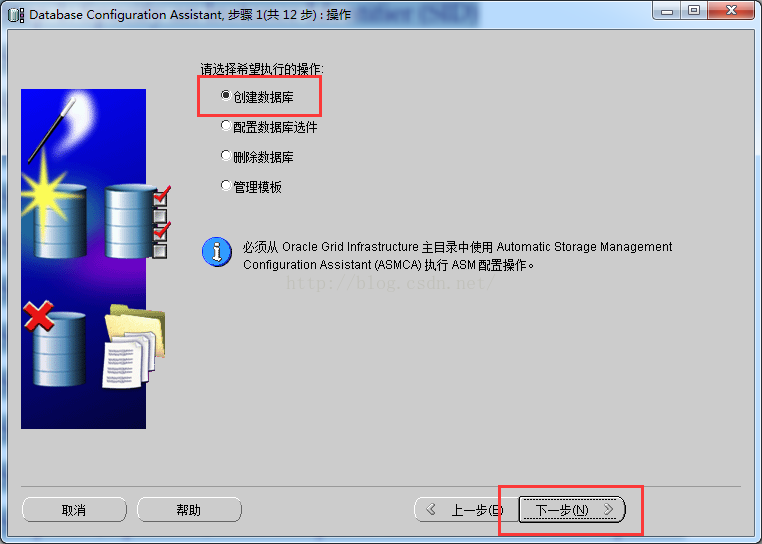 Database Configuration Assistant, 步骤 1(共 12 步) : 操作
请选择希望执行的操作:
创建数据库
配置数据库选件
删除数据库
管理模板
必须从 Oracle Grid Infrastructure 主目录中使用 Automatic Storage Management
Configuration Assistant (ASMCA) 执行 ASM 配置操作。
http://blog.csdn.net/
取消
帮助
上一步(B)
下一步(N)